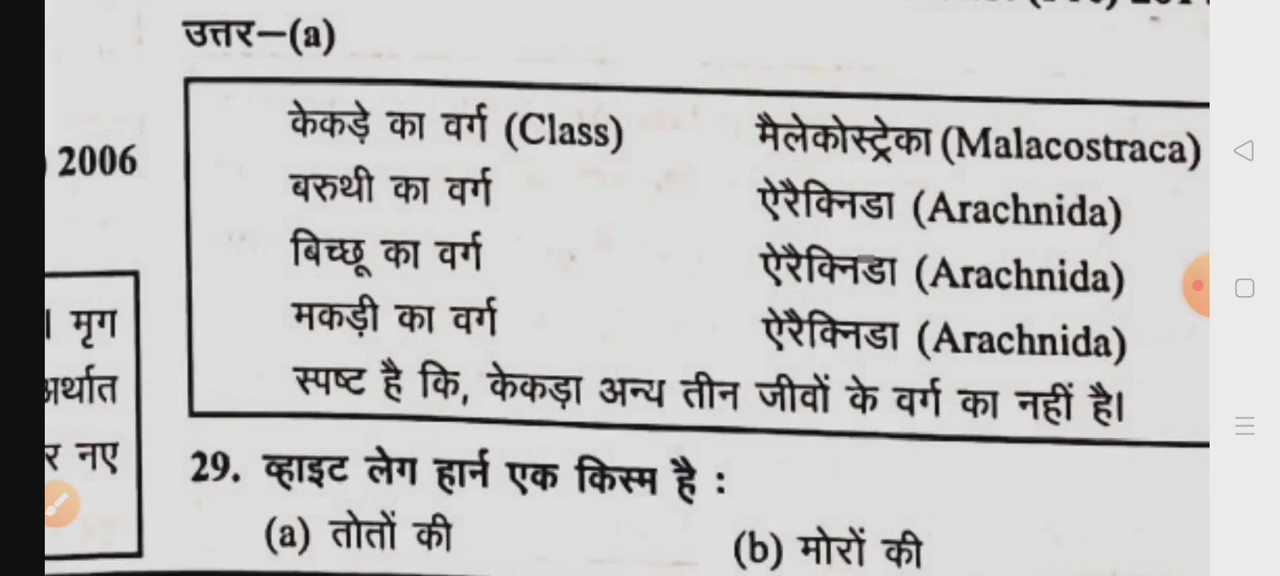 उत्तर–(a)
केकड़े का वर्ग (Class) मैलेकोस्ट्रेका (Malacostraca)
बरुथी का वर्ग ऐरैक्निडा (Arachnida)
बिच्छू का वर्ग ऐरैक्निडा (Arachnida)
मकड़ी का वर्ग ऐरैक्निडा (Arachnida)
स्पष्ट है कि, केकड़ा अन्य तीन जीवों के वर्ग का नहीं है।
29. व्हाइट लेग हार्न एक किस्म है :
(a) तोतों की (b) मोरों की
) 2006
। मृग
अर्थात
र नए